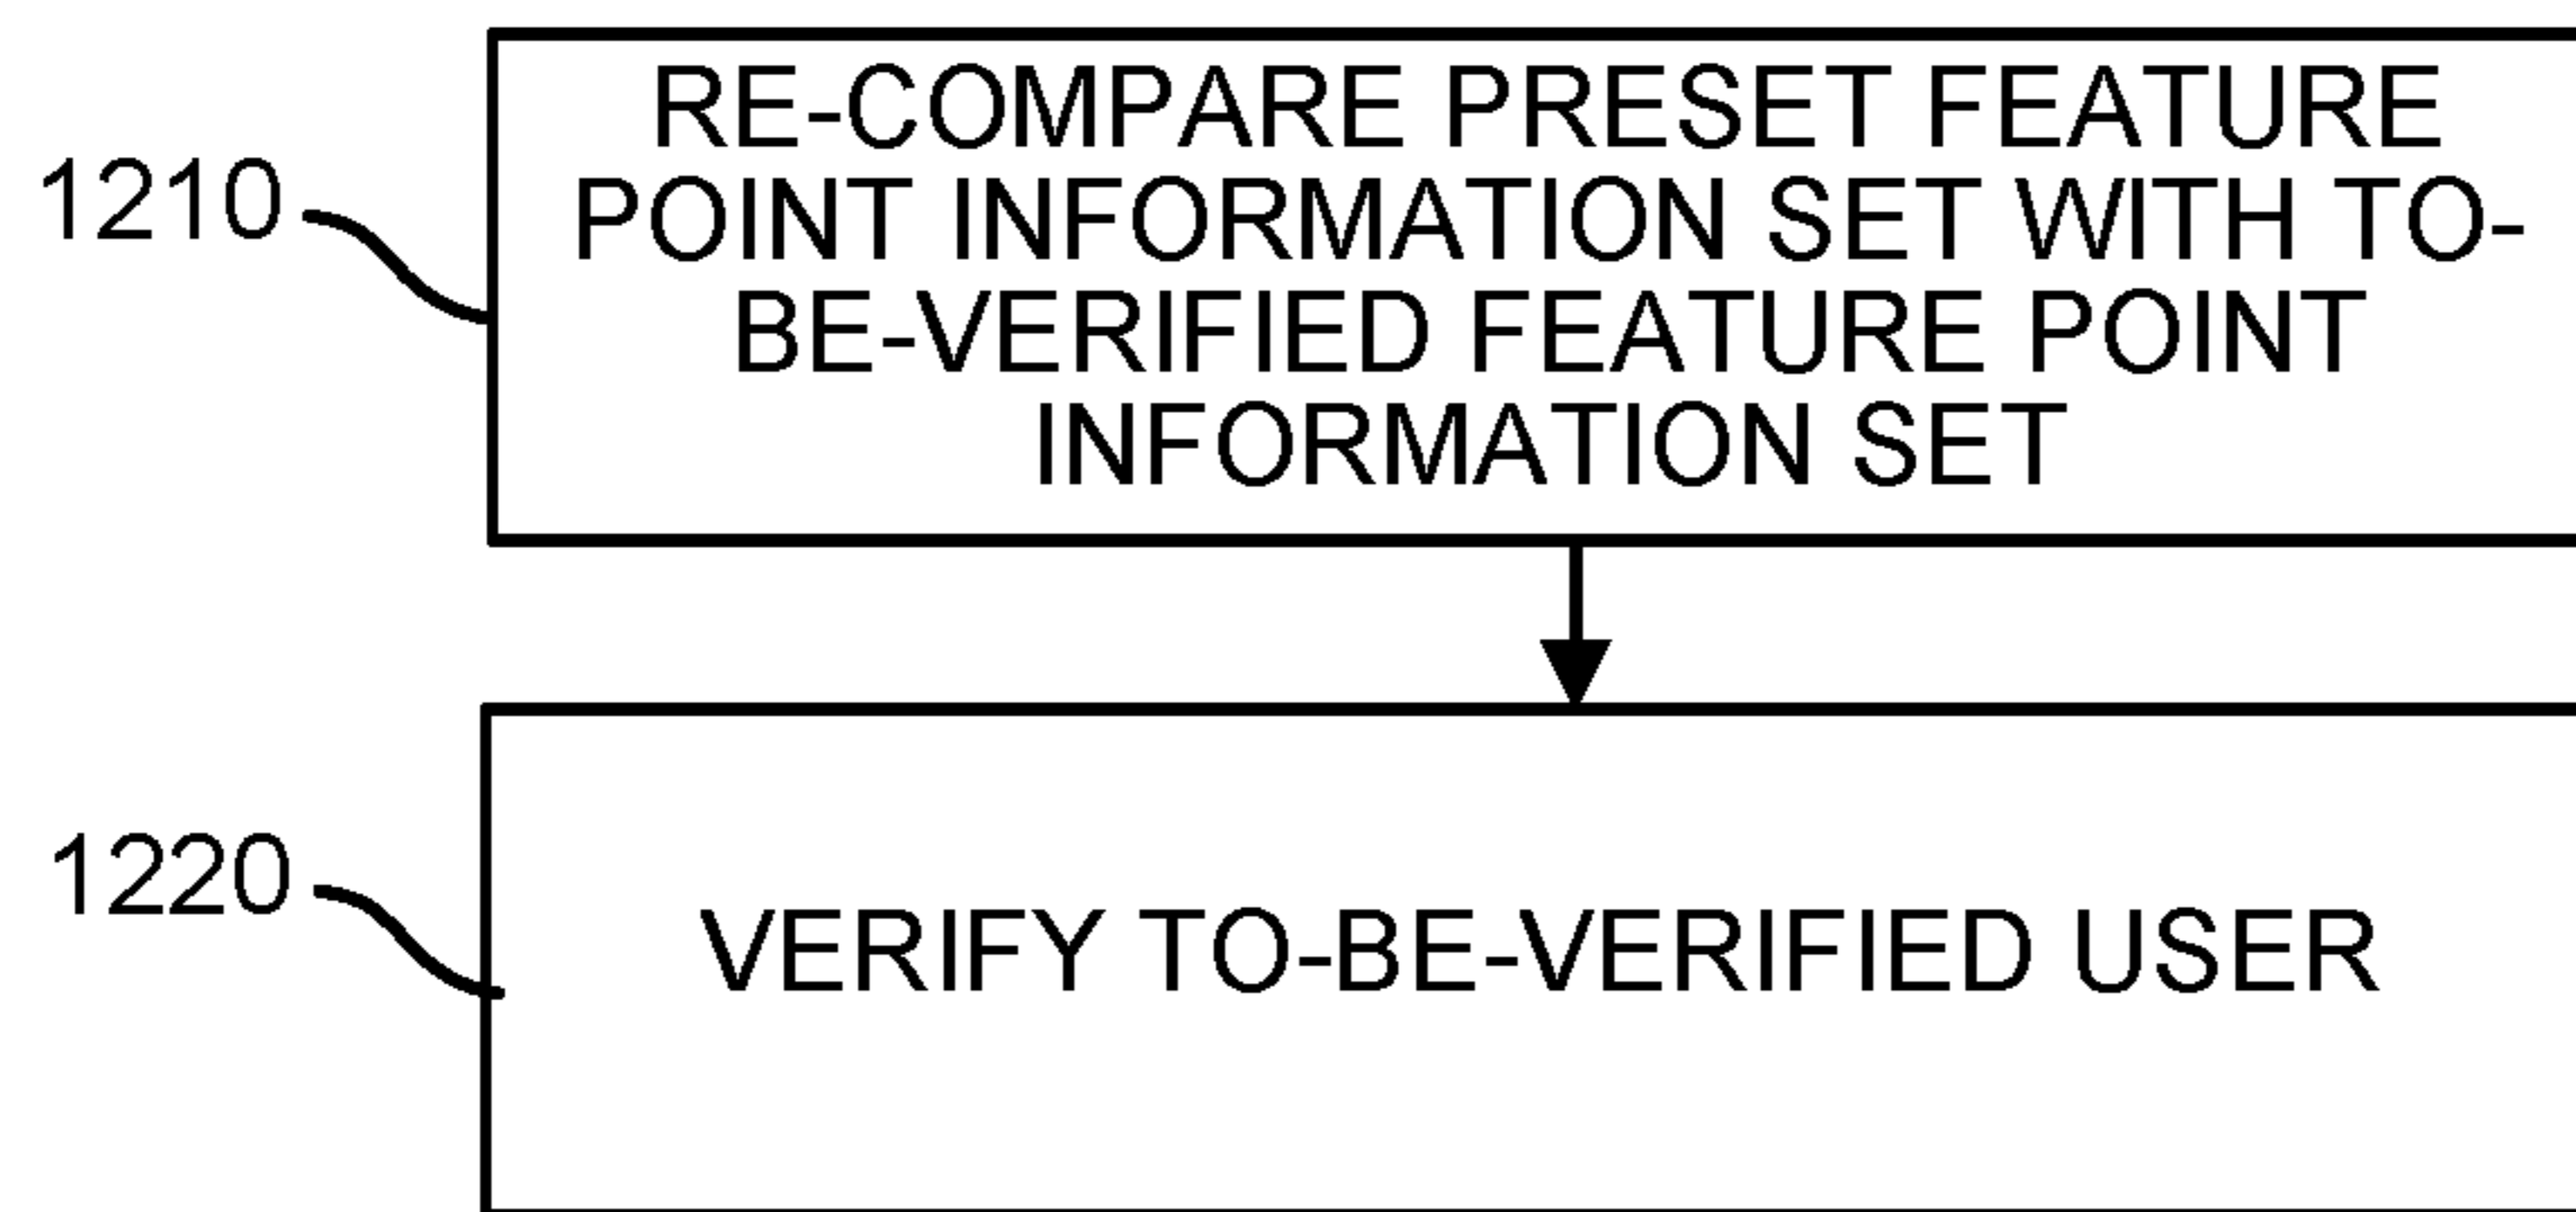 1210
RE-COMPARE PRESET FEATURE
POINT INFORMATION SET WITH TO-
BE-VERIFIED FEATURE POINT
INFORMATION SET
1220
VERIFY TO-BE-VERIFIED USER